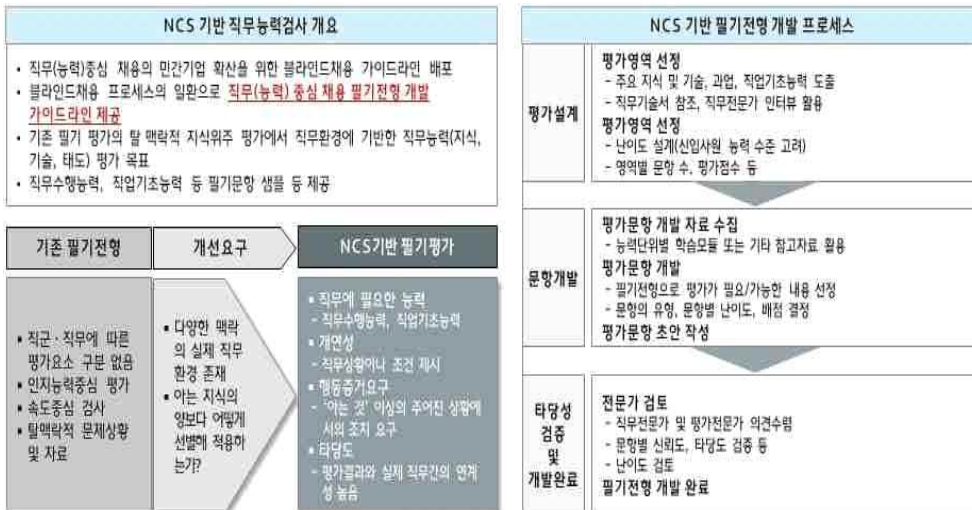 NCS 기반 직무능력검사 개요
• 직무(능력)중심 채용의 민간기업 확산을 위한 블라인드채용 가이드라인 배포
• 블라인드채용 프로세스의 일환으로 직무(능력) 중심 채용 필기전형 개발
가이드라인 제공
• 기존 필기 평가의 탈 맥락적 지식위주 평가에서 직무환경에 기반한 직무능력(지식,
기술, 태도) 평가 목표
• 직무수행능력, 직업기초능력 등 필기문항 샘플 등 제공
기존 필기전형
▪ 직군·직무에 따른
평가요소 구분 없음
▪ 인지능력중심 평가
▪ 속도중심 검사
▪ 탈맥락적 문제상황
및 자료
개선요구
▪ 다양한 맥락
의 실제 직무
환경 존재
▪ 아는 지식의
양보다 어떻게
선별해 적용하
는가?
NCS기반 필기평가
▪ 직무에 필요한 능력
- 직무수행능력, 직업기초능력
▪ 개연성
- 직무상황이나 조건 제시
▪ 행동증거요구
- '아는 것' 이상의 주어진 상황에
서의 조치 요구
▪ 타당도
- 평가결과와 실제 직무간의 연계
성 높음
NCS 기반 필기전형 개발 프로세스
평가설계
평가영역 선정
- 주요 지식 및 기술, 과업, 직업기초능력 도출
- 직무기술서 참조, 직무전문가 인터뷰 활용
평가영역 선정
- 난이도 설계(신입사원 능력 수준 고려)
- 영역별 문항 수, 평가점수 등
문항개발
평가문항 개발 자료 수집
- 능력단위별 학습모듈 또는 기타 참고자료 활용
평가문항 개발
- 필기전형으로 평가가 필요/가능한 내용 선정
- 문항의 유형, 문항별 난이도, 배점 결정
평가문항 초안 작성
타당성
검증
및
개발완료
전문가 검토
- 직무전문가 및 평가전문가 의견수렴
- 문항별 신뢰도, 타당도 검증 등
- 난이도 검토
필기전형 개발 완료